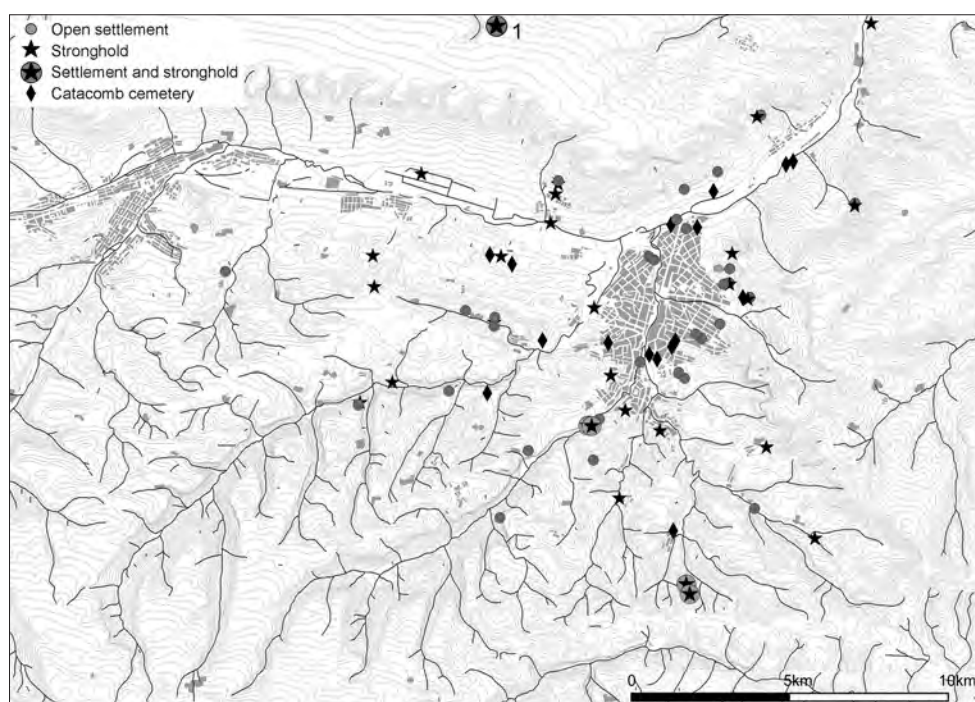 Open settlement
Stronghold
Settlement and stronghold
Catacomb cemetery
1
0 5km 10km